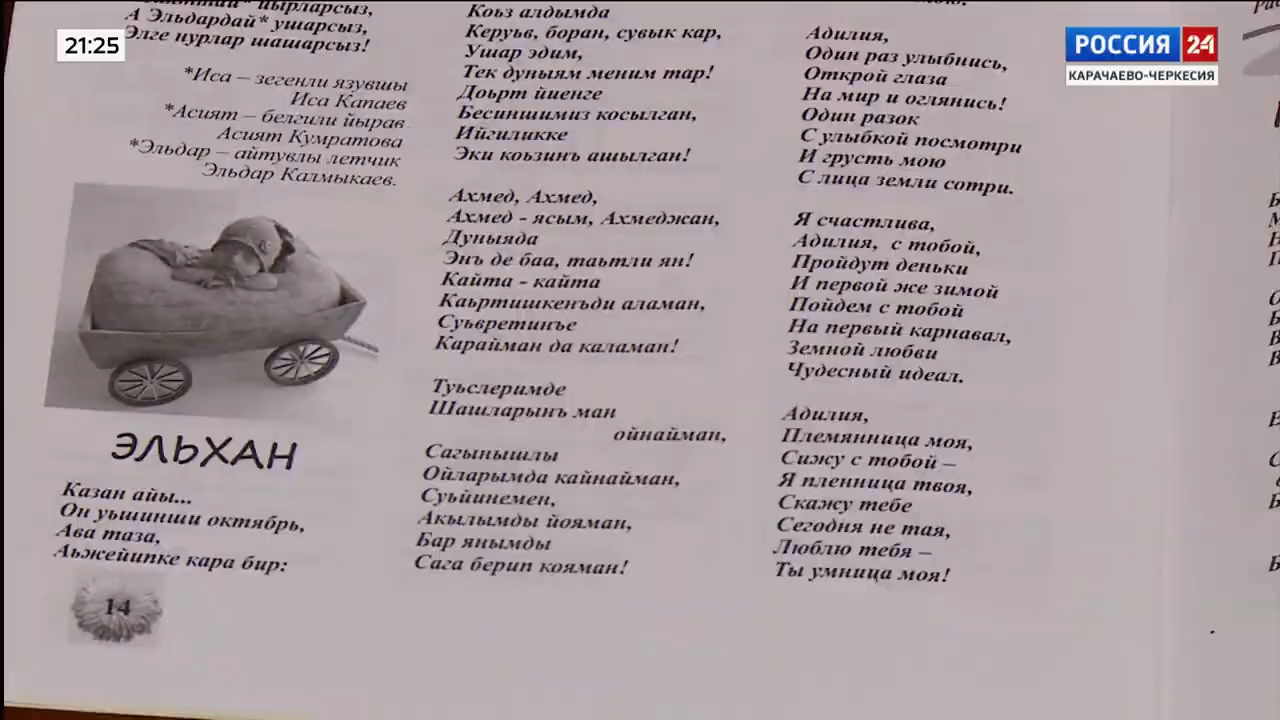 21:25
РОССИЯ 24
КАРАЧАЕВО-ЧЕРКЕСИЯ
йырларсыз,
А Эльдардай* ушарсыз,
Элге нурлар шашарсыз!
*Иса – зегенли язувшы
Иса Капаев
*Асият – белгили йырав
Асият Кумратова
*Эльдар – айтувлы летчик
Эльдар Калмыкаев.
ЭЛЬХАН
Казан айы...
Он уьшинши октябрь,
Ава таза,
Аьжейипке кара бир:
14
Коьз алдымда
Керуьв, боран, сувык кар,
Ушар эдим,
Тек дуныям меним тар!
Доьрт йиенге
Бесиншимиз косылган,
Ийгиликке
Эки коьзинъ ашылган!
Ахмед, Ахмед,
Ахмед - ясым, Ахмеджан,
Дуныяда
Энъ де баа, таьтли ян!
Кайта - кайта
Каьртишкенъди аламан,
Суьвретинъе
Карайман да каламан!
Туьслеримде
Шашларынъ ман
ойнайман,
Сагынышлы
Ойларымда кайнайман,
Суьйинемен,
Акылымды йояман,
Бар янымды
Сага берип кояман!
Адилия,
Один раз улыбнись,
Открой глаза
На мир и оглянись!
Один разок
С улыбкой посмотри
И грусть мою
С лица земли сотри.
Я счастлива,
Адилия, с тобой,
Пройдут деньки
И первой же зимой
Пойдем с тобой
На первый карнавал,
Земной любви
Чудесный идеал.
Адилия,
Племянница моя,
Сижу с тобой –
Я пленница твоя,
Скажу тебе
Сегодня не тая,
Люблю тебя –
Ты умница моя!